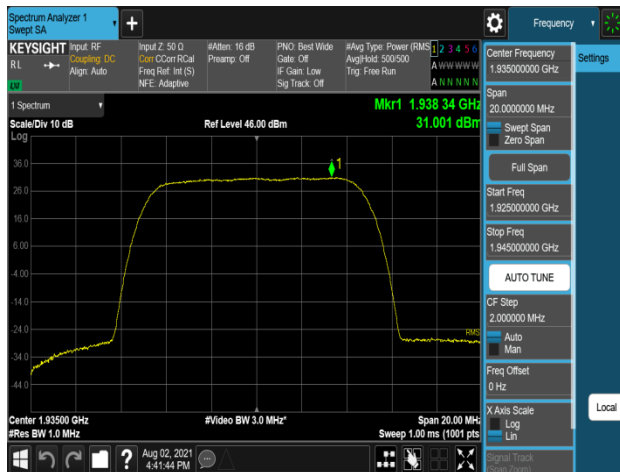 Spectrum Analyzer 1
Swept SA
Frequency
KEYSIGHT
RL
Input: RF
Coupling: DC
Align: Auto
Input Z: 50 Ω
Corr CCorr RCal
Freq Ref: Int (S)
NFE: Adaptive
#Atten: 16 dB
Preamp: Off
PNO: Best Wide
Gate: Off
IF Gain: Low
Sig Track: Off
#Avg Type: Power (RMS
Avg|Hold: 500/500
Trig: Free Run
1 2 3 4 5 6
A W W W W W
A N N N N N
Center Frequency
1.935000000 GHz
Settings
Span
20.0000000 MHz
Swept Span
Zero Span
Full Span
Start Freq
1.925000000 GHz
Stop Freq
1.945000000 GHz
AUTO TUNE
CF Step
2.000000 MHz
Auto
Man
Freq Offset
0 Hz
X Axis Scale
Log
Lin
Signal Track
(Span Zoom)
Local
1 Spectrum
Scale/Div 10 dB
Log
Ref Level 46.00 dBm
Mkr1 1.938 34 GHz
31.001 dBm
1
36.0
26.0
16.0
6.00
-4.00
-14.0
-24.0
-34.0
-44.0
RMS
Center 1.93500 GHz
#Res BW 1.0 MHz
#Video BW 3.0 MHz*
Span 20.00 MHz
Sweep 1.00 ms (1001 pts)
?
Aug 02, 2021
4:41:44 PM